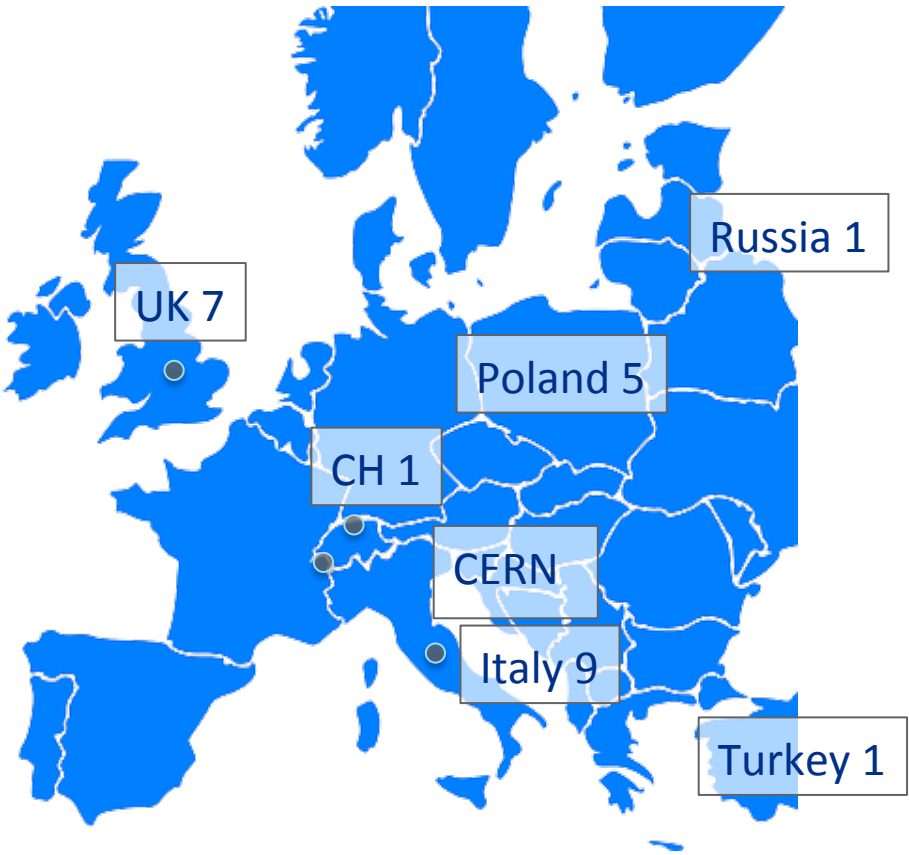 Russia 1
UK 7
Poland 5
CH 1
CERN
Italy 9
Turkey 1